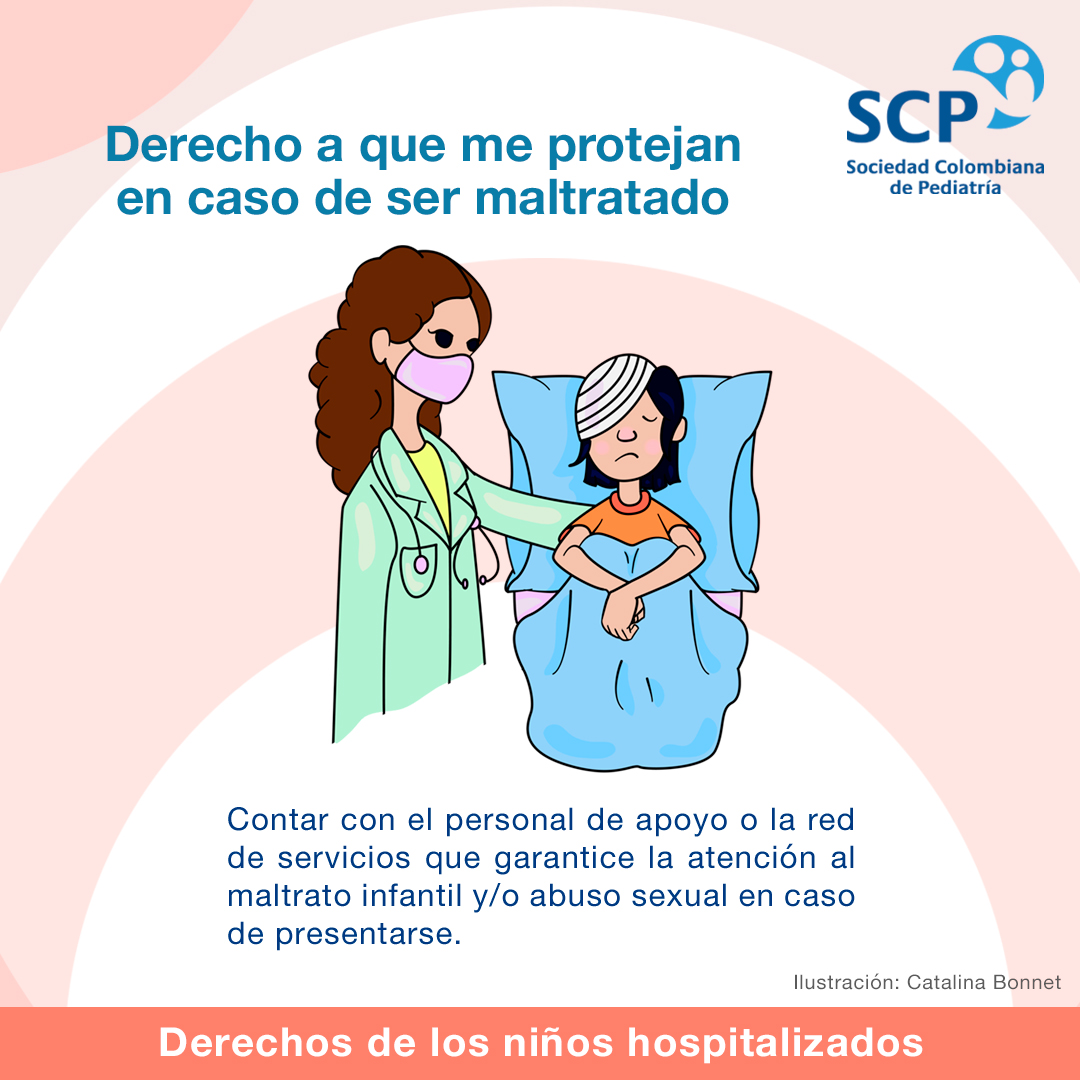 Derecho a que me protejan
en caso de ser maltratado
SCP
Sociedad Colombiana
de Pediatría
Contar con el personal de apoyo o la red
de servicios que garantice la atención al
maltrato infantil y/o abuso sexual en caso
de presentarse.
Ilustración: Catalina Bonnet
Derechos de los niños hospitalizados